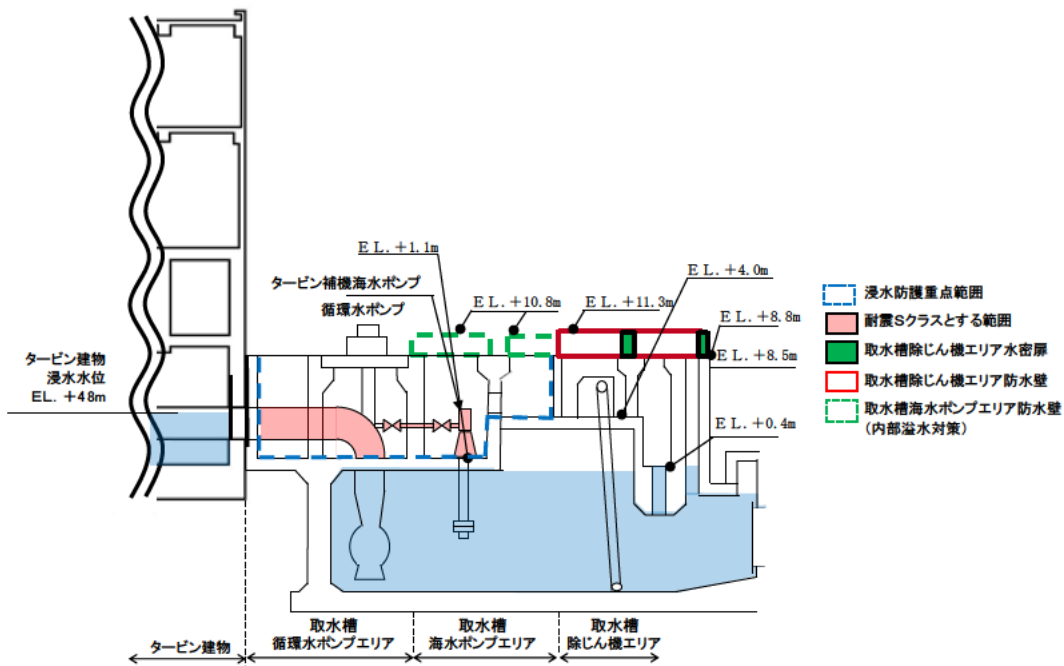 EL.+1.1m
タービン補機海水ポンプ
循環水ポンプ
EL.+10.8m
EL.+11.3m
EL.+4.0m
EL.+8.8m
EL.+8.5m
EL.+0.4m
タービン建物
浸水水位
EL.+48m
浸水防護重点範囲
耐震Sクラスとする範囲
取水槽除じん機エリア水密扉
取水槽除じん機エリア防水壁
取水槽海水ポンプエリア防水壁
(内部溢水対策)
タービン建物
取水槽
循環水ポンプエリア
取水槽
海水ポンプエリア
取水槽
除じん機エリア